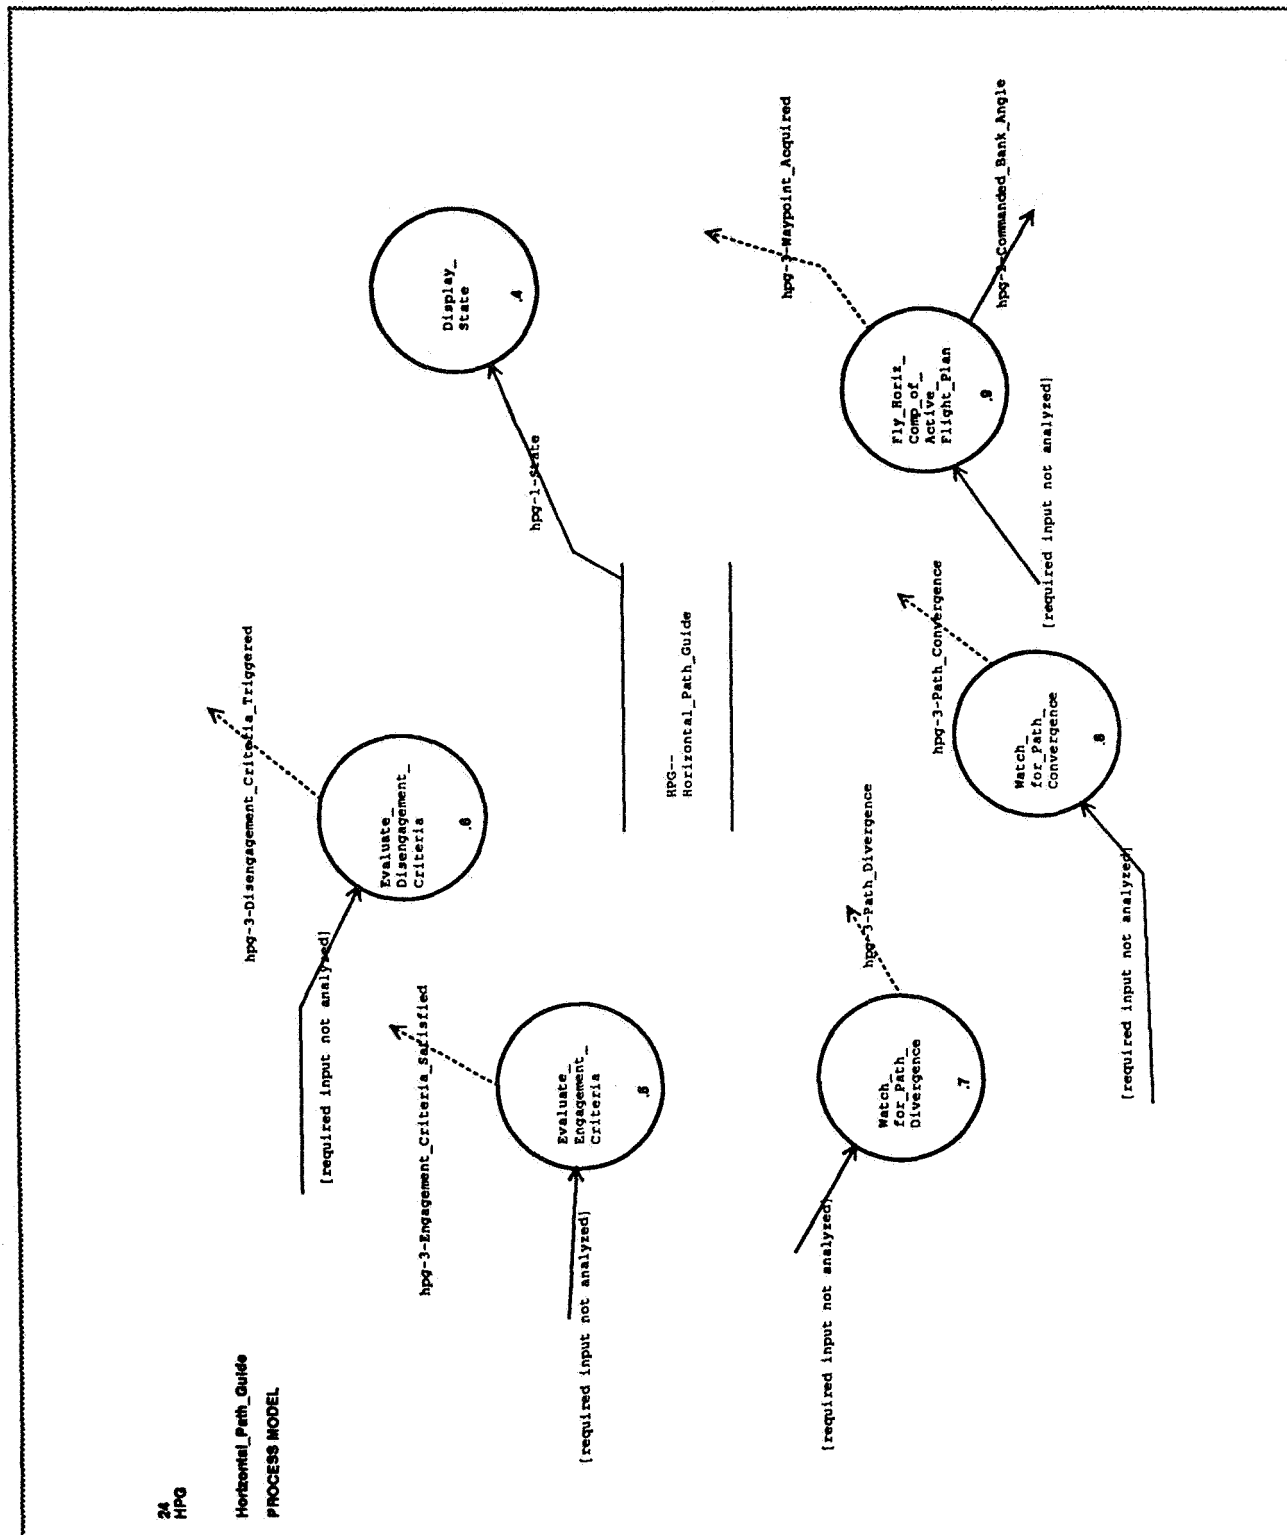 24
HPG
Horizontal_Path_Guide
PROCESS MODEL
hpg-3-Disengagement_Criteria_Triggered
[required input not analyzed]
Evaluate_
Disengagement_
Criteria
.6
hpg-3-Engagement_Criteria_Satisfied
[required input not analyzed]
Evaluate_
Engagement_
Criteria
.5
hpg-1-state
Display_
State
.4
HPG--
Horizontal_Path_Guide
hpg-3-Waypoint_Acquired
hpg-2-Commanded_Bank_Angle
Fly_Horiz_
Comp_of_
Active_
Flight_Plan
.9
[required input not analyzed]
hpg-3-Path_Divergence
[required input not analyzed]
Watch_
for_Path_
Divergence
.7
hpg-3-Path_Convergence
Watch_
for_Path_
Convergence
.8
[required input not analyzed]